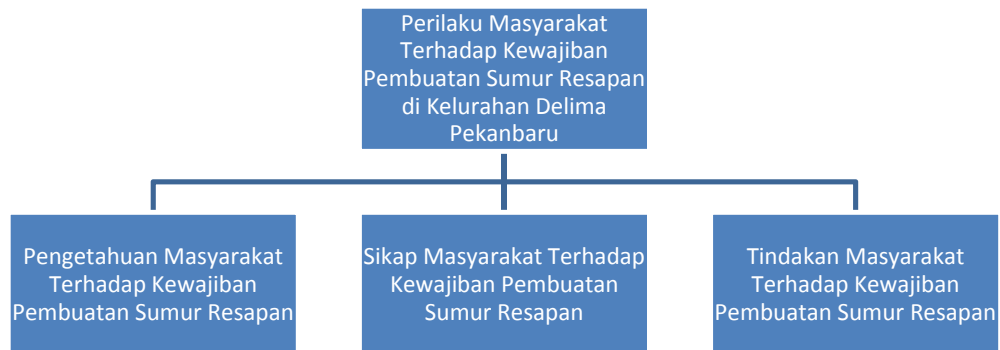 Perilaku Masyarakat
Terhadap Kewajiban
Pembuatan Sumur Resapan
di Kelurahan Delima
Pekanbaru
Pengetahuan Masyarakat
Terhadap Kewajiban
Pembuatan Sumur Resapan
Sikap Masyarakat Terhadap
Kewajiban Pembuatan
Sumur Resapan
Tindakan Masyarakat
Terhadap Kewajiban
Pembuatan Sumur Resapan